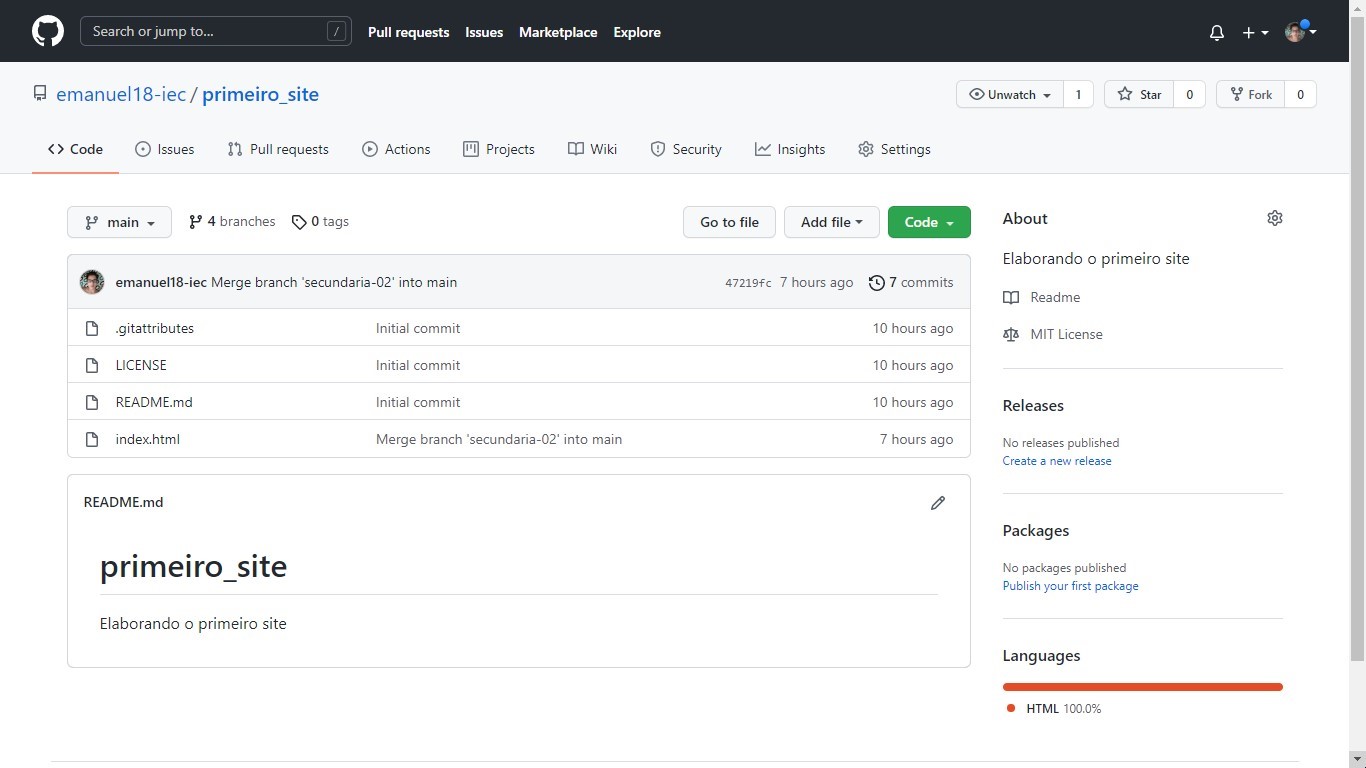 Search or jump to... /
Pull requests Issues Marketplace Explore
emanuel18-iec / primeiro_site
Unwatch 1 Star 0 Fork 0
Code Issues Pull requests Actions Projects Wiki Security Insights Settings
main 4 branches 0 tags Go to file Add file Code
emanuel18-iec Merge branch 'secundaria-02' into main 47219fc 7 hours ago 7 commits
.gitattributes Initial commit 10 hours ago
LICENSE Initial commit 10 hours ago
README.md Initial commit 10 hours ago
index.html Merge branch 'secundaria-02' into main 7 hours ago
README.md
primeiro_site
Elaborando o primeiro site
About
Elaborando o primeiro site
Readme
MIT License
Releases
No releases published
Create a new release
Packages
No packages published
Publish your first package
Languages
HTML 100.0%